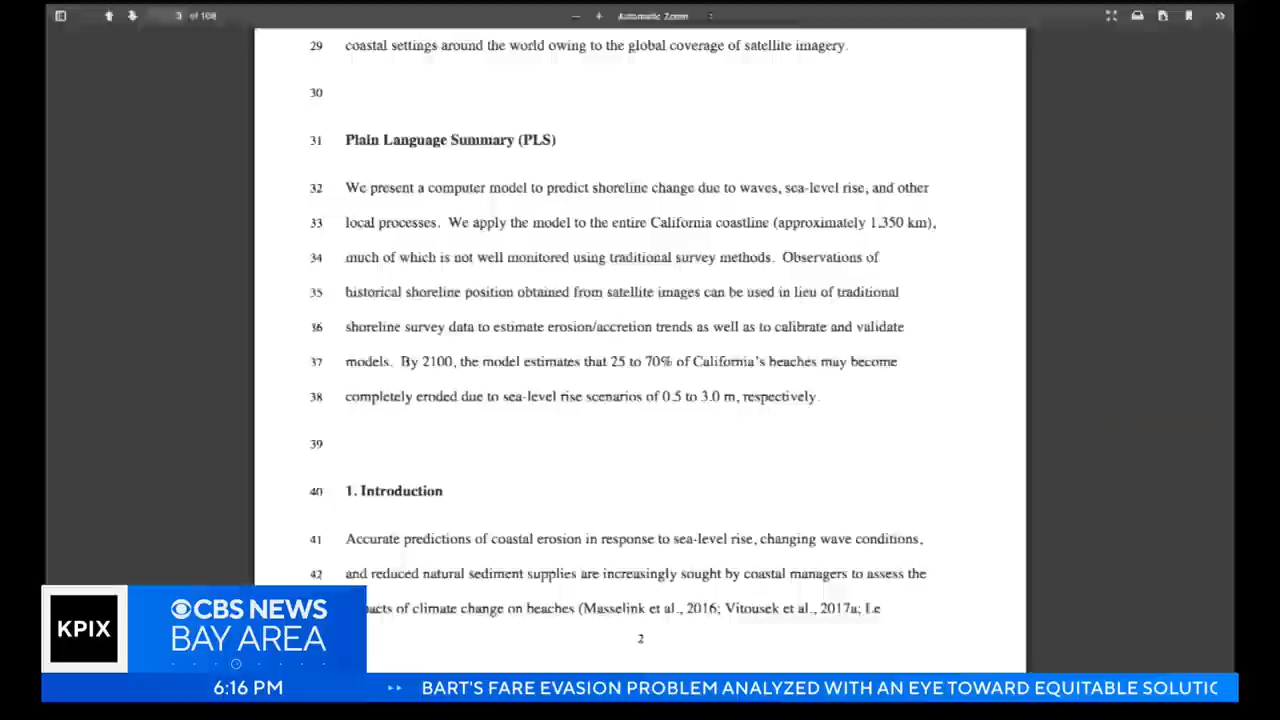 3 of 108
Automatic Zoom
29 coastal settings around the world owing to the global coverage of satellite imagery.
30
31 Plain Language Summary (PLS)
32 We present a computer model to predict shoreline change due to waves, sea-level rise, and other
33 local processes. We apply the model to the entire California coastline (approximately 1,350 km),
34 much of which is not well monitored using traditional survey methods. Observations of
35 historical shoreline position obtained from satellite images can be used in lieu of traditional
36 shoreline survey data to estimate erosion/accretion trends as well as to calibrate and validate
37 models. By 2100, the model estimates that 25 to 70% of California's beaches may become
38 completely eroded due to sea-level rise scenarios of 0.5 to 3.0 m, respectively.
39
40 1. Introduction
41 Accurate predictions of coastal erosion in response to sea-level rise, changing wave conditions,
42 and reduced natural sediment supplies are increasingly sought by coastal managers to assess the
acts of climate change on beaches (Masselink et al., 2016; Vitousek et al., 2017a; Le
2
KPIX
CBS NEWS
BAY AREA
6:16 PM
BART'S FARE EVASION PROBLEM ANALYZED WITH AN EYE TOWARD EQUITABLE SOLUTIC